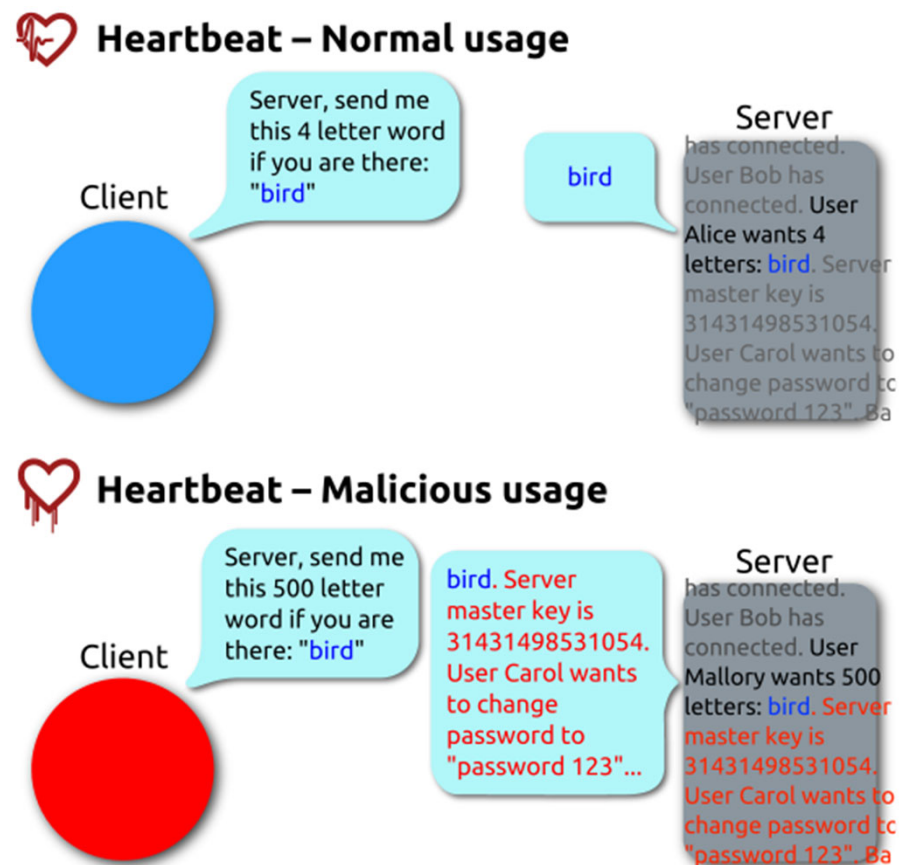 Heartbeat – Normal usage
Client
Server, send me
this 4 letter word
if you are there:
"bird"
bird
Server
has connected.
User Bob has
connected. User
Alice wants 4
letters: bird. Server
master key is
31431498531054.
User Carol wants to
change password to
"password 123". Ba
Heartbeat – Malicious usage
Client
Server, send me
this 500 letter
word if you are
there: "bird"
bird. Server
master key is
31431498531054.
User Carol wants
to change
password to
"password 123"...
Server
has connected.
User Bob has
connected. User
Mallory wants 500
letters: bird. Server
master key is
31431498531054.
User Carol wants to
change password to
"password 123". Ba